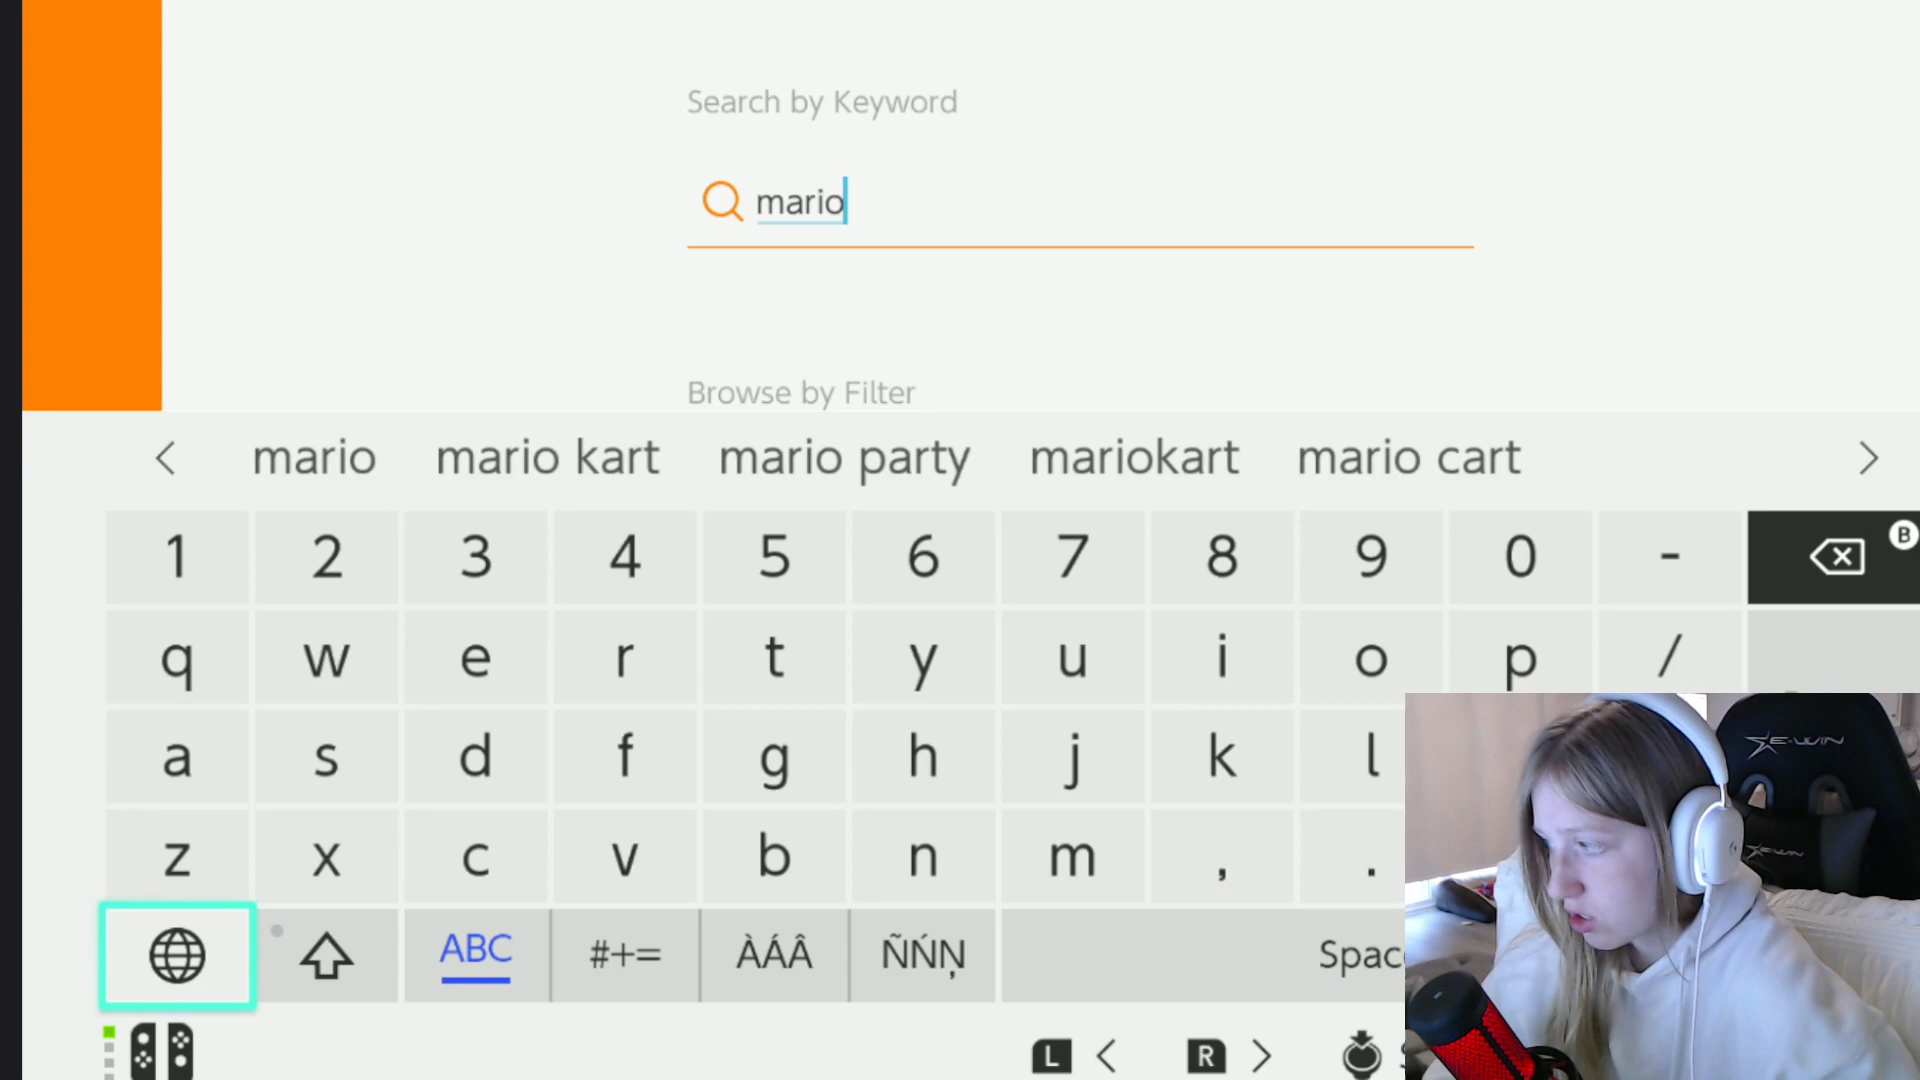 Search by Keyword
mario
Browse by Filter
mario mario kart mario party mariokart mario cart
1 2 3 4 5 6 7 8 9 0 - B
q w e r t y u i o p /
a s d f g h j k l
z x c v b n m , .
ABC #+= ÀÁÂ ÑŃŅ
L R
E-WIN